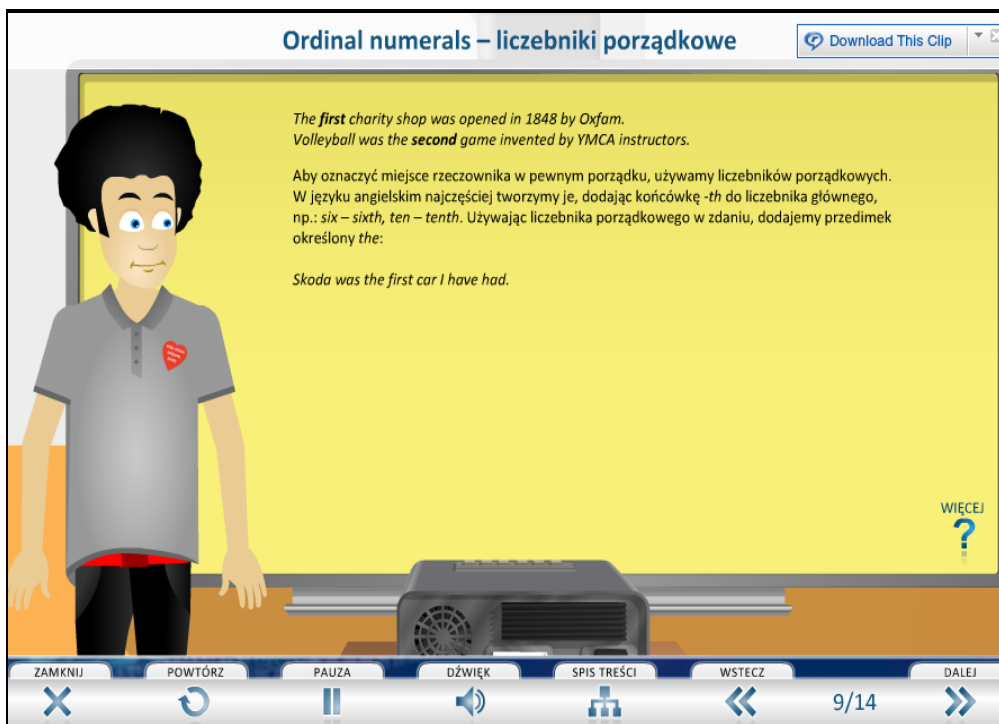 Ordinal numerals – liczebniki porządkowe
Download This Clip
The first charity shop was opened in 1848 by Oxfam.
Volleyball was the second game invented by YMCA instructors.
Aby oznaczyć miejsce rzeczownika w pewnym porządku, używamy liczebników porządkowych.
W języku angielskim najczęściej tworzymy je, dodając końcówkę -th do liczebnika głównego,
np.: six – sixth, ten – tenth. Używając liczebnika porządkowego w zdaniu, dodajemy przedimek
określony the:
Skoda was the first car I have had.
WIĘCEJ
?
ZAMKNIJ POWTÓRZ PAUZA DŹWIĘK SPIS TREŚCI WSTECZ DALEJ
9/14